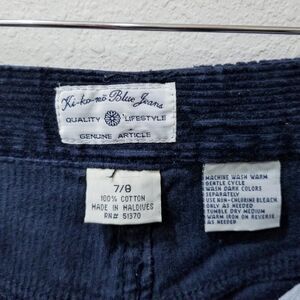 Ki-ko-nō Blue Jeans
QUALITY LIFESTYLE
GENUINE ARTICLE
7/8
100% COTTON
MADE IN MALDIVES
RN# 51370
MACHINE WASH WARM
GENTLE CYCLE
WASH DARK COLORS
SEPARATELY
USE NON-CHLORINE BLEACH
ONLY AS NEEDED
TUMBLE DRY MEDIUM
WARM IRON ON REVERSE
AS NEEDED